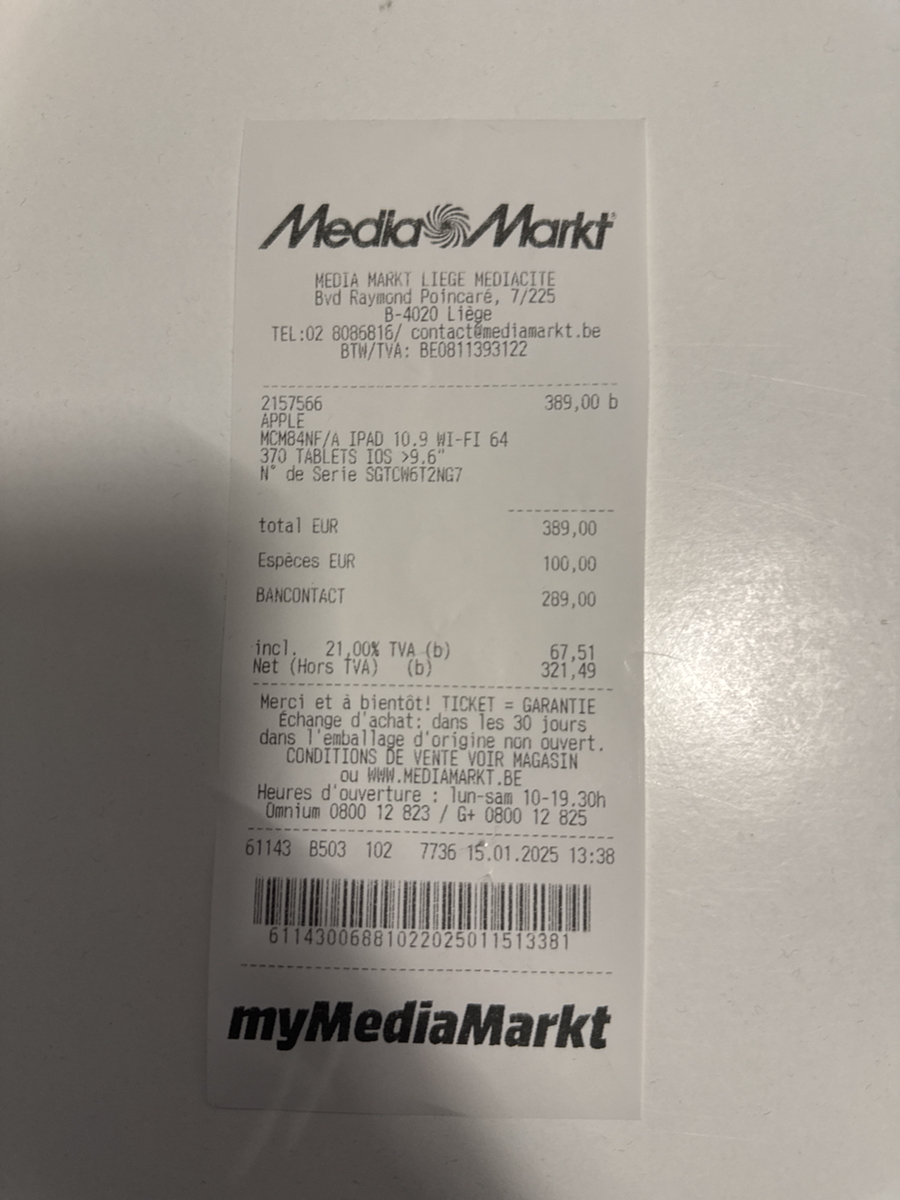 MediaMarkt
MEDIA MARKT LIEGE MEDIACITE
Bvd Raymond Poincaré, 7/225
B-4020 Liège
TEL:02 8086816/ contact@mediamarkt.be
BTW/TVA: BE0811393122
2157566 389,00 b
APPLE
MCM84NF/A IPAD 10.9 WI-FI 64
370 TABLETS IOS >9.6"
N° de Serie SGTCW6T2NG7
total EUR 389,00
Espèces EUR 100,00
BANCONTACT 289,00
incl. 21,00% TVA (b) 67,51
Net (Hors TVA) (b) 321,49
Merci et à bientôt! TICKET = GARANTIE
Échange d'achat: dans les 30 jours
dans l'emballage d'origine non ouvert.
CONDITIONS DE VENTE VOIR MAGASIN
ou WWW.MEDIAMARKT.BE
Heures d'ouverture : lun-sam 10-19.30h
Omnium 0800 12 823 / G+ 0800 12 825
61143 B503 102 7736 15.01.2025 13:38
6114300688102202501151​3381
myMediaMarkt